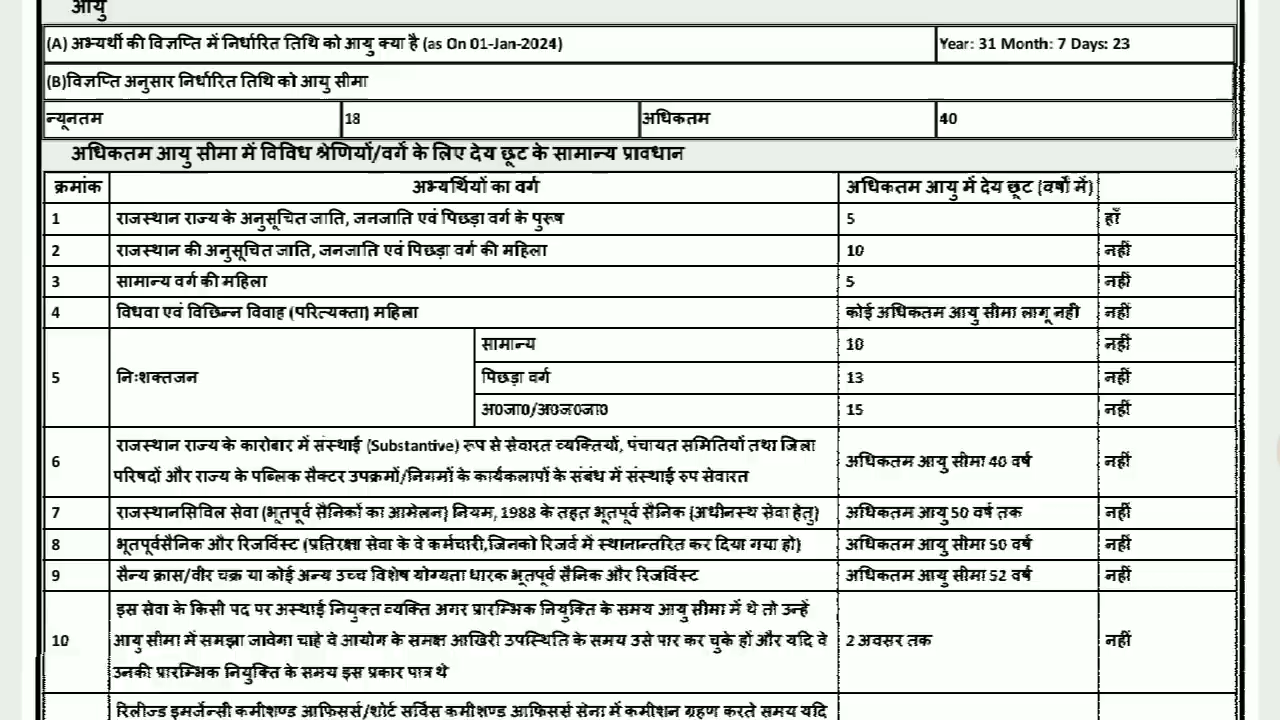 आयु
(A) अभ्यर्थी की विज्ञप्ति में निर्धारित तिथि को आयु क्या है (as On 01-Jan-2024) Year: 31 Month: 7 Days: 23
(B)विज्ञप्ति अनुसार निर्धारित तिथि को आयु सीमा
न्यूनतम 18 अधिकतम 40
अधिकतम आयु सीमा में विविध श्रेणियों/वर्गे के लिए देय छूट के सामान्य प्रावधान
क्रमांक अभ्यर्थियों का वर्ग अधिकतम आयु में देय छूट (वर्षो में)
1 राजस्थान राज्य के अनुसूचित जाति, जनजाति एवं पिछड़ा वर्ग के पुरूष 5 हाँ
2 राजस्थान की अनुसूचित जाति, जनजाति एवं पिछड़ा वर्ग की महिला 10 नहीं
3 सामान्य वर्ग की महिला 5 नहीं
4 विधवा एवं विछिन्न विवाह (परित्यक्ता) महिला कोई अधिकतम आयु सीमा लागू नही नहीं
सामान्य 10 नहीं
5 निःशक्तजन पिछड़ा वर्ग 13 नहीं
अ0जा0/अ0ज0जा0 15 नहीं
राजस्थान राज्य के कारोबार में संस्थाई (Substantive) रूप से सेवारत व्यक्तियों, पंचायत समितियों तथा जिला
6 परिषदों और राज्य के पब्लिक सैक्टर उपक्रमों/निगमों के कार्यकलापों के संबंध में संस्थाई रुप सेवारत अधिकतम आयु सीमा 40 वर्ष नहीं
7 राजस्थानसिविल सेवा (भूतपूर्व सैनिकों का आमेलन) नियम, 1988 के तहत भूतपूर्व सैनिक (अधीनस्थ सेवा हेतु) अधिकतम आयु 50 वर्ष तक नहीं
8 भूतपूर्वसैनिक और रिजर्विस्ट (प्रतिरक्षा सेवा के वे कर्मचारी,जिनको रिजर्व में स्थानान्तरित कर दिया गया हो) अधिकतम आयु सीमा 50 वर्ष नहीं
9 सैन्य क्रास/वीर चक्र या कोई अन्य उच्च विशेष योग्यता धारक भूतपूर्व सैनिक और रिजर्विस्ट अधिकतम आयु सीमा 52 वर्ष नहीं
इस सेवा के किसी पद पर अस्थाई नियुक्त व्यक्ति अगर प्रारम्भिक नियुक्ति के समय आयु सीमा में थे तो उन्हें
10 आयु सीमा में समझा जावेगा चाहे वे आयोग के समक्ष आखिरी उपस्थिति के समय उसे पार कर चुके हों और यदि वे 2 अवसर तक नहीं
उनकी प्रारम्भिक नियुक्ति के समय इस प्रकार पात्र थे
रिलीज्ड इमर्जेन्सी कमीशण्ड आफिसर्स/शोर्ट सर्विस कमीशण्ड आफिसर्स सेना में कमीशन ग्रहण करते समय यदि